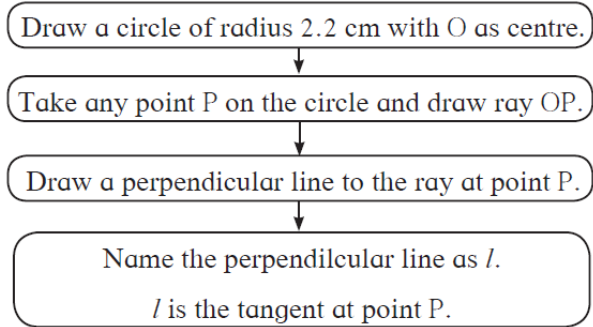 Draw a circle of radius 2.2 cm with O as centre.
Take any point P on the circle and draw ray OP.
Draw a perpendicular line to the ray at point P.
Name the perpendilcular line as l.
l is the tangent at point P.